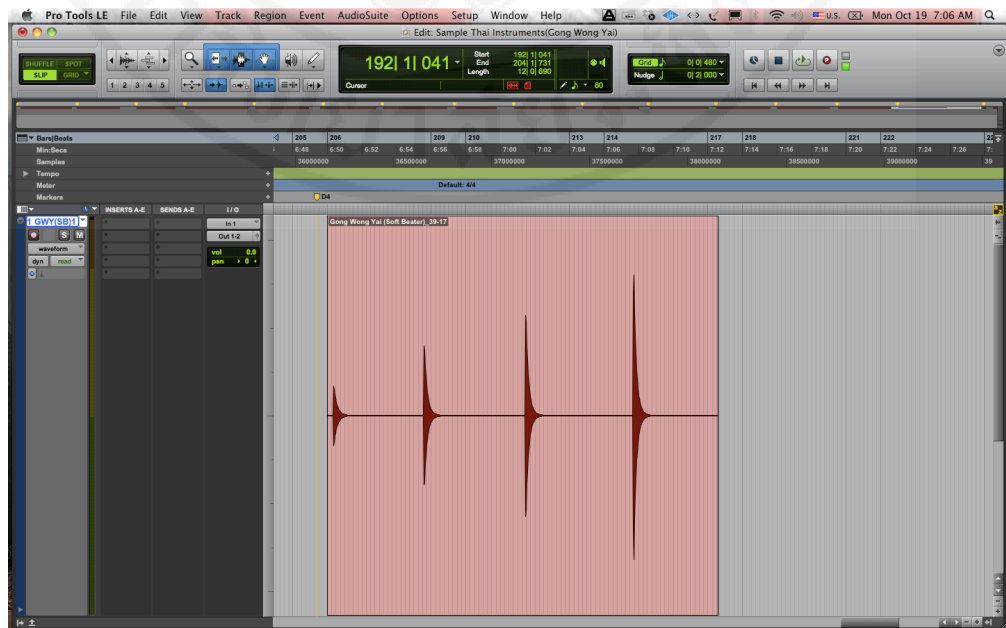 Pro Tools LE File Edit View Track Region Event AudioSuite Options Setup Window Help U.S. Mon Oct 19 7:06 AM
Edit: Sample Thai Instruments(Gong Wong Yai)
SHUFFLE SPOT
SLIP GRID
1 2 3 4 5
192| 1| 041
Start 192| 1| 041
End 204| 1| 731
Length 12| 0| 690
Cursor
80
Grid 0| 0| 480
Nudge 0| 2| 000
Bars|Beats 205 206 209 210 213 214 217 218 221 222
Min:Secs 6:48 6:50 6:52 6:54 6:56 6:58 7:00 7:02 7:04 7:06 7:08 7:10 7:12 7:14 7:16 7:18 7:20 7:22 7:24 7:26 7:
Samples 36000000 36500000 37000000 37500000 38000000 38500000 39000000 39
Tempo
Meter Default: 4/4
Markers D4
INSERTS A-E SENDS A-E I / O
1 GWY(SB)1 In 1
S M Out 1-2
waveform vol 0.0
dyn read pan 0
Gong Wong Yai (Soft Beater)_39-17